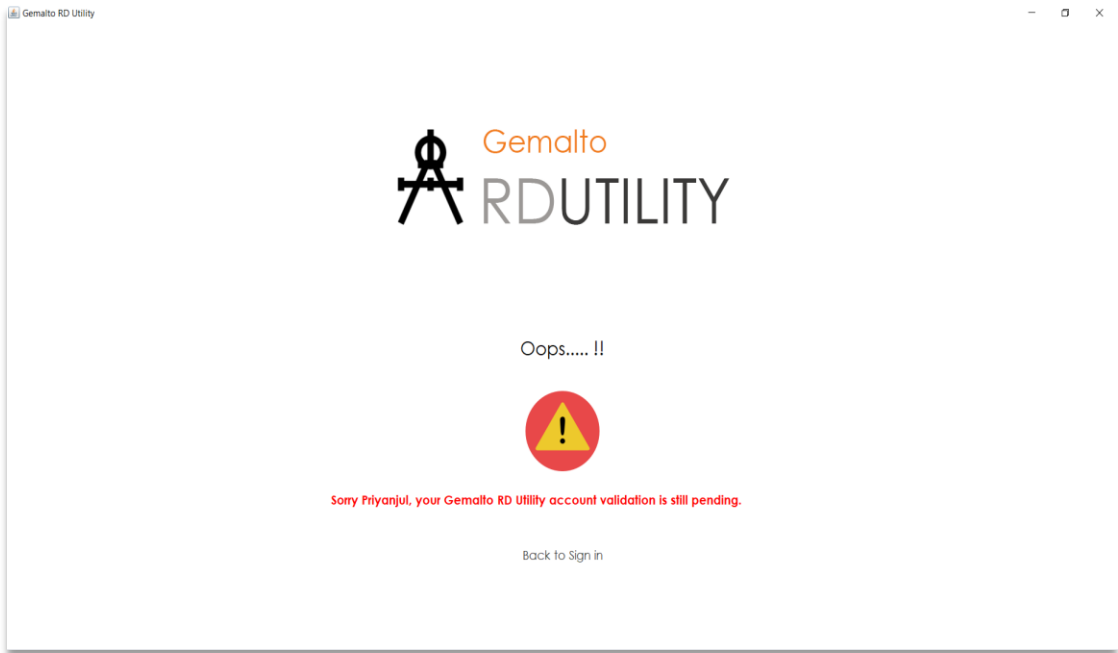 Gemalto RD Utility
Gemalto
RDUTILITY
Oops..... !!
!
Sorry Priyanjul, your Gemalto RD Utility account validation is still pending.
Back to Sign in